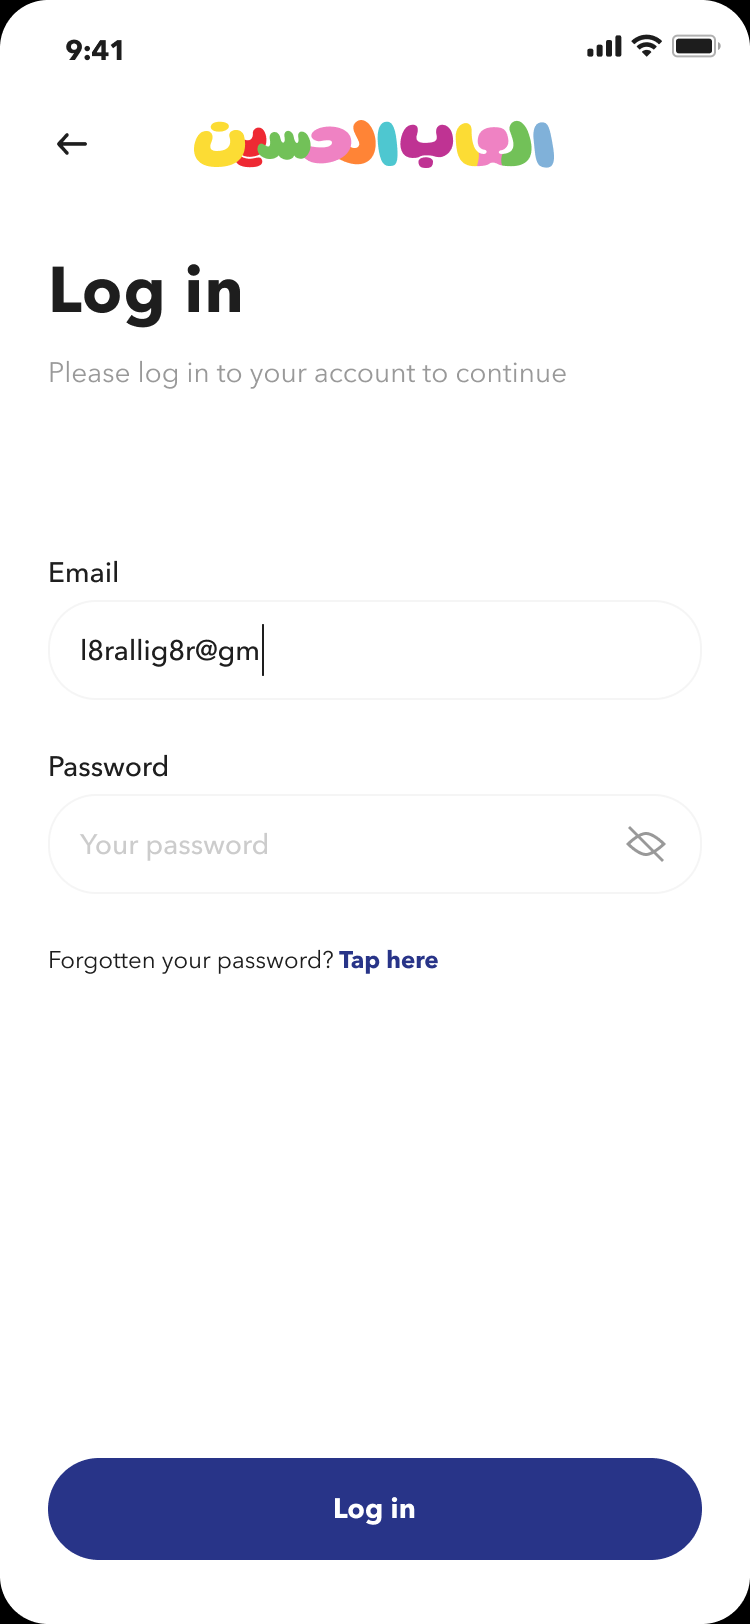 9:41
العاب الحسين
Log in
Please log in to your account to continue
Email
l8rallig8r@gm
Password
Your password
Forgotten your password? Tap here
Log in